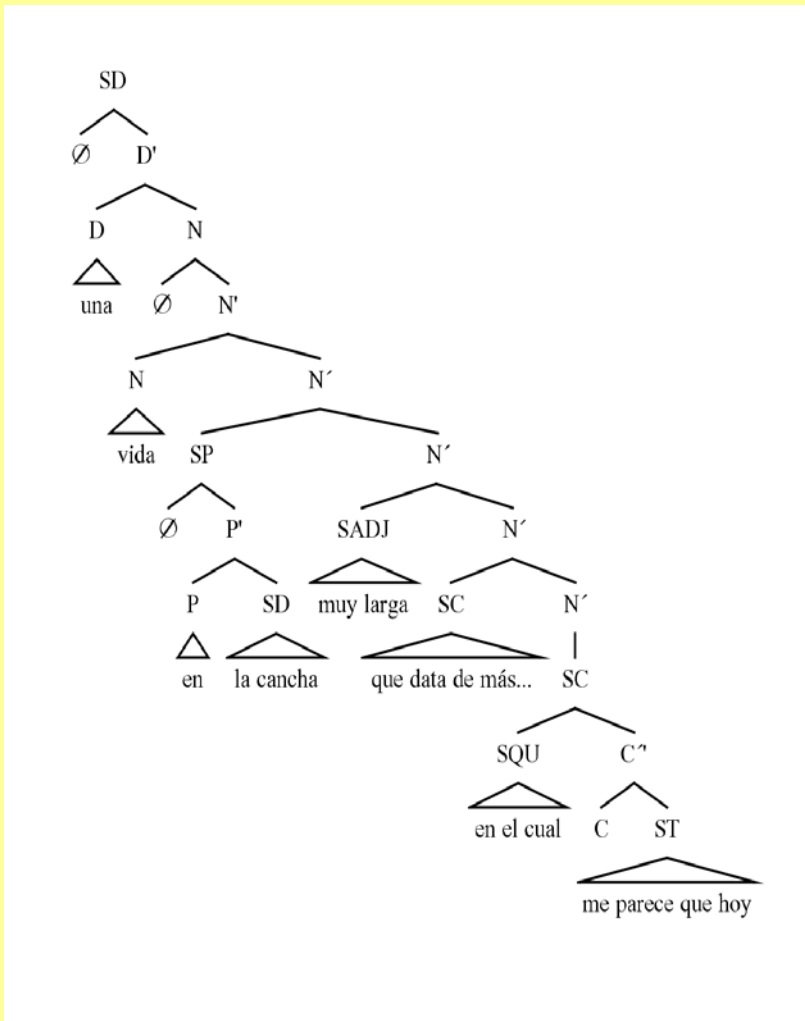 SD
Ø D'
D N
una Ø N'
N N´
vida SP N´
Ø P' SADJ N´
P SD muy larga SC N´
en la cancha que data de más... SC
SQU C´'
en el cual C ST
me parece que hoy